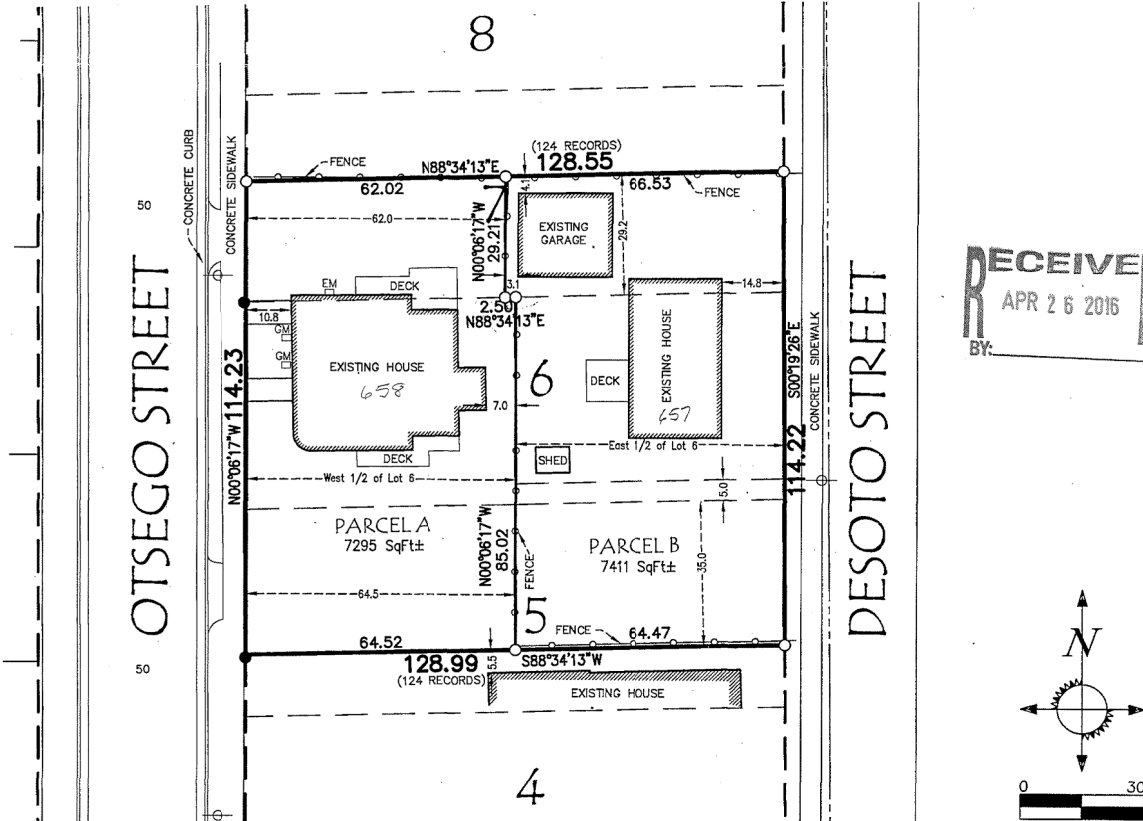 8
CONCRETE CURB
CONCRETE SIDEWALK
FENCE
N88°34'13"E
(124 RECORDS)
128.55
62.02
66.53
FENCE
4.1
50
62.0
N00°06'17"W
29.21
EXISTING
GARAGE
29.2
RECEIVE
APR 26 2016
BY:
OTSEGO STREET
EM
DECK
3.1
14.8
2.50
N88°34'13"E
10.8
GM
GM
EXISTING HOUSE
658
6
DECK
EXISTING HOUSE
657
S00°19'26"E
CONCRETE SIDEWALK
DESOTO STREET
N00°06'17"W 114.23
7.0
114.22
East 1/2 of Lot 6
DECK
SHED
West 1/2 of Lot 6
5.0
PARCEL A
7295 SqFt±
N00°06'17"W
85.02
FENCE
PARCEL B
7411 SqFt±
35.0
64.5
5
FENCE
64.47
64.52
128.99
(124 RECORDS)
5.5
S88°34'13"W
50
EXISTING HOUSE
N
4
0
30